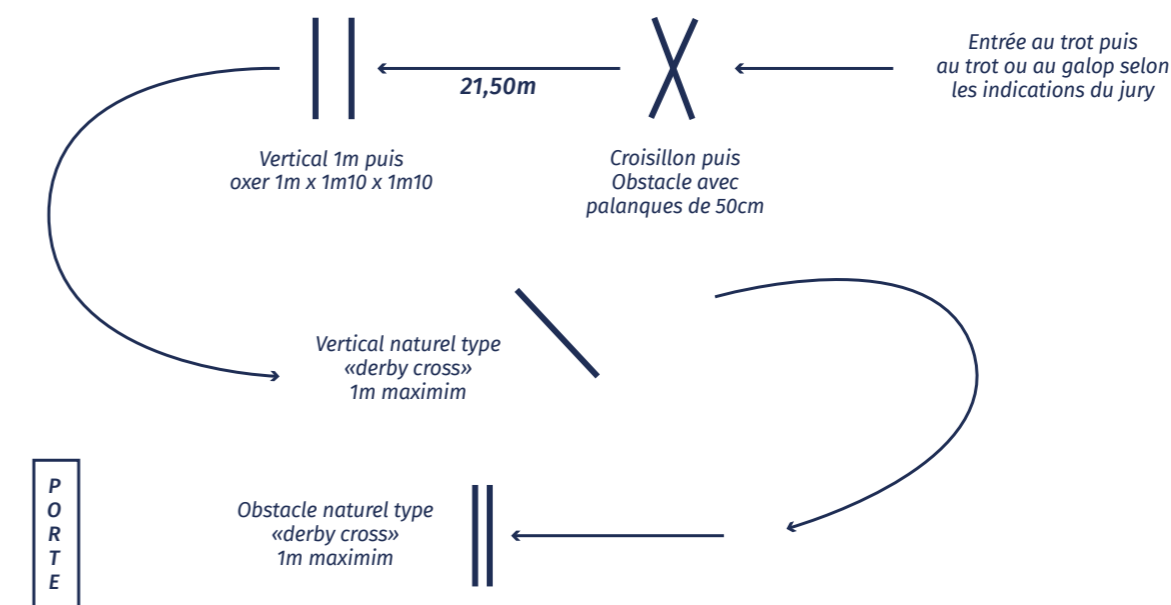 Entrée au trot puis
au trot ou au galop selon
les indications du jury
21,50m
Vertical 1m puis
oxer 1m x 1m10 x 1m10
Croisillon puis
Obstacle avec
palanques de 50cm
Vertical naturel type
«derby cross»
1m maximim
Obstacle naturel type
«derby cross»
1m maximim
P
O
R
T
E